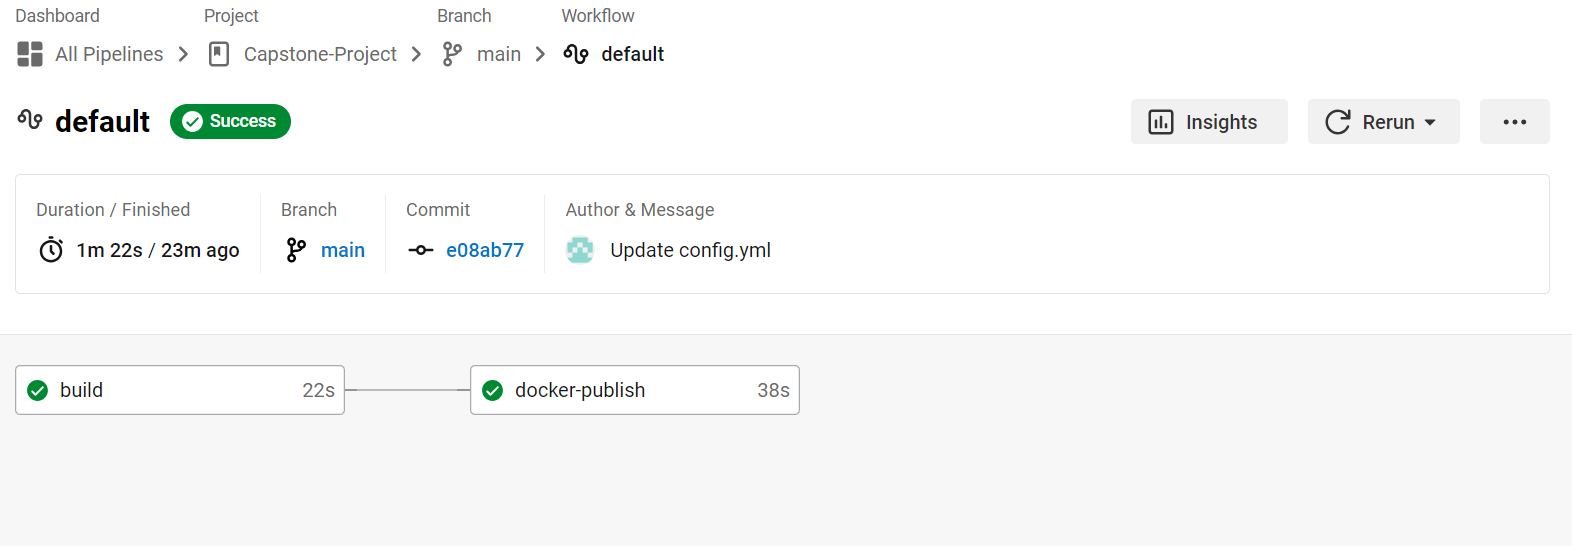 Dashboard Project Branch Workflow
All Pipelines Capstone-Project main default
default Success Insights Rerun
Duration / Finished Branch Commit Author & Message
1m 22s / 23m ago main e08ab77 Update config.yml
build 22s docker-publish 38s